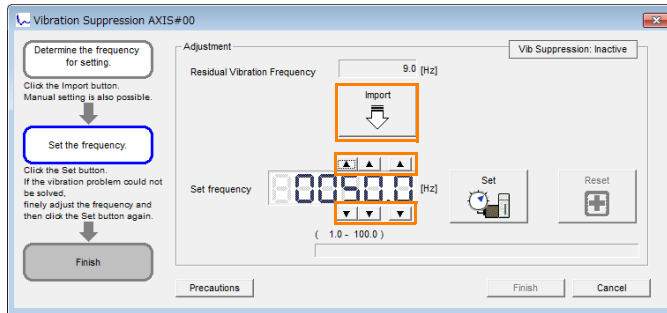 Vibration Suppression AXIS#00
Determine the frequency
for setting.
Click the Import button.
Manual setting is also possible.
Set the frequency.
Click the Set button.
If the vibration problem could not
be solved,
finely adjust the frequency and
then click the Set button again.
Finish
Adjustment
Vib Suppression: Inactive
Residual Vibration Frequency 9.0 [Hz]
Import
Set frequency 0050.0 [Hz]
( 1.0 - 100.0 )
Set
Reset
Precautions
Finish
Cancel